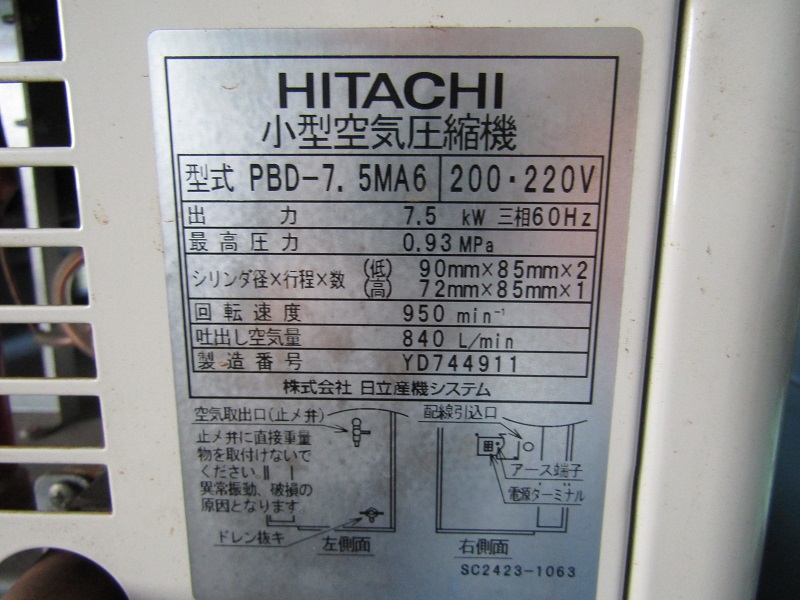 HITACHI
小型空気圧縮機
型式 PBD-7.5MA6 200・220V
出力 7.5 kW 三相60Hz
最高圧力 0.93MPa
シリンダ径×行程×数 (低) 90mm×85mm×2
(高) 72mm×85mm×1
回転速度 950 min⁻¹
吐出し空気量 840 L/min
製造番号 YD744911
株式会社 日立産機システム
空気取出口(止メ弁)
止メ弁に直接重量
物を取付けないで
ください。
異常振動、破損の
原因となります
ドレン抜キ
左側面
配線引込口
アース端子
電源ターミナル
右側面
SC2423-1063